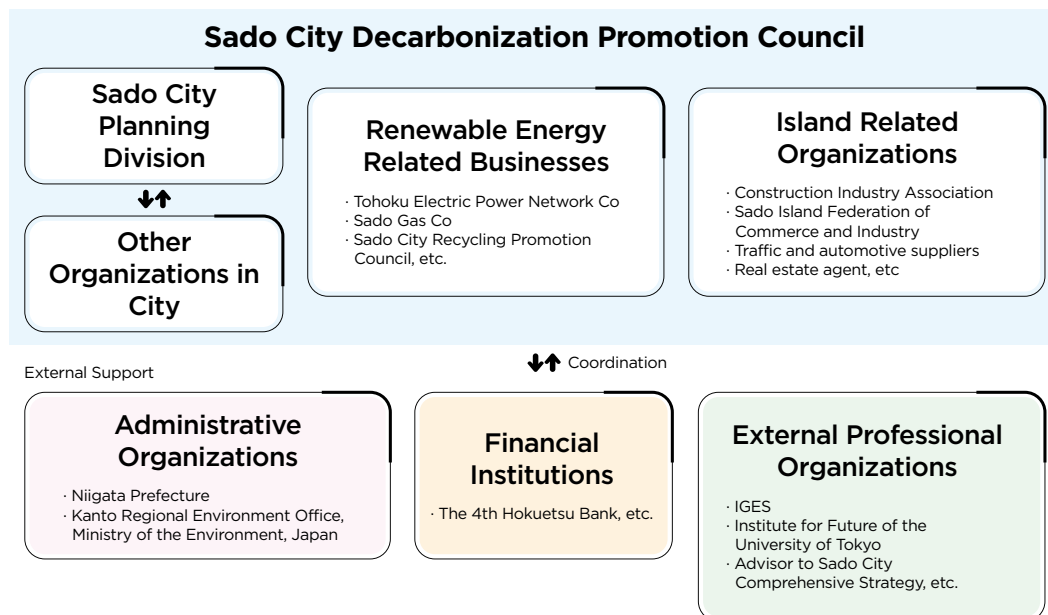 Sado City Decarbonization Promotion Council
Sado City
Planning
Division
Other
Organizations in
City
Renewable Energy
Related Businesses
· Tohoku Electric Power Network Co
· Sado Gas Co
· Sado City Recycling Promotion
Council, etc.
Island Related
Organizations
· Construction Industry Association
· Sado Island Federation of
Commerce and Industry
· Traffic and automotive suppliers
· Real estate agent, etc
Coordination
External Support
Administrative
Organizations
· Niigata Prefecture
· Kanto Regional Environment Office,
Ministry of the Environment, Japan
Financial
Institutions
· The 4th Hokuetsu Bank, etc.
External Professional
Organizations
· IGES
· Institute for Future of the
University of Tokyo
· Advisor to Sado City
Comprehensive Strategy, etc.